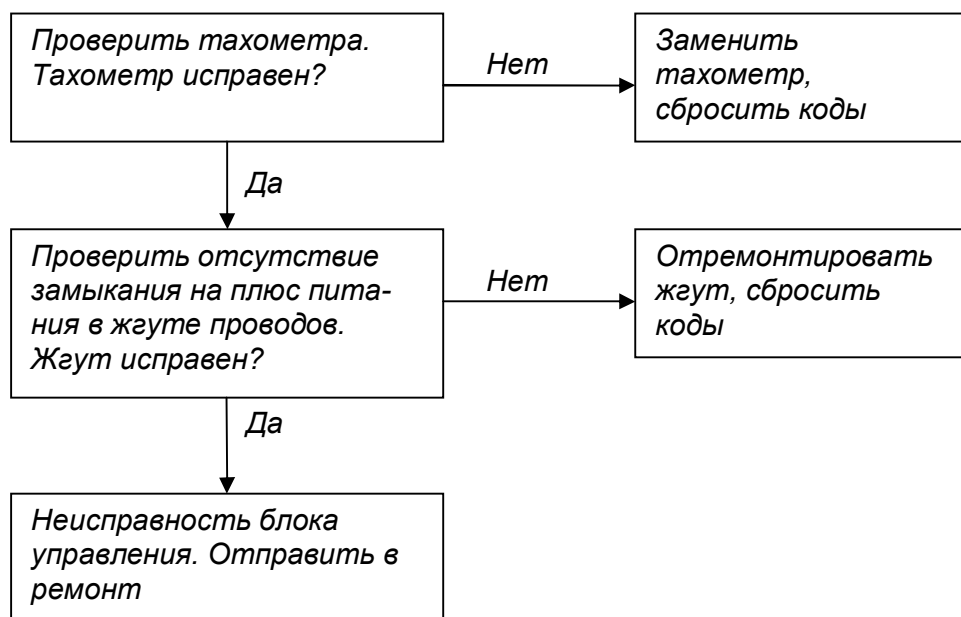 Проверить тахометра.
Тахометр исправен?
Нет
Заменить
тахометр,
сбросить коды
Да
Проверить отсутствие
замыкания на плюс пита-
ния в жгуте проводов.
Жгут исправен?
Нет
Отремонтировать
жгут, сбросить
коды
Да
Неисправность блока
управления. Отправить в
ремонт